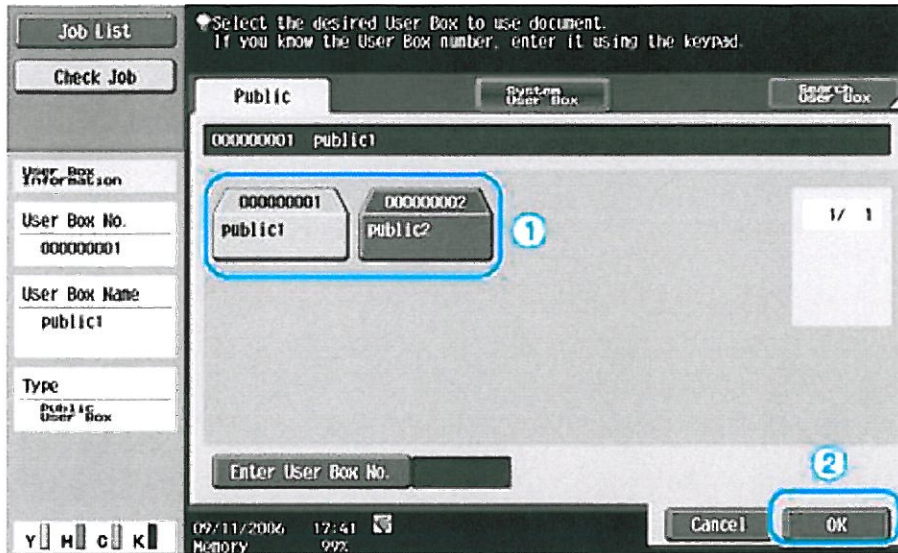 Job List
Check Job
Select the desired User Box to use document.
If you know the User Box number, enter it using the keypad.
Public
System User Box
Search User Box
000000001 public1
User Box Information
User Box No.
000000001
User Box Name
public1
Type
Public User Box
000000001
public1
000000002
public2
1
1/ 1
Enter User Box No.
2
Cancel
OK
09/11/2006 17:41
Memory 99%
Y M C K